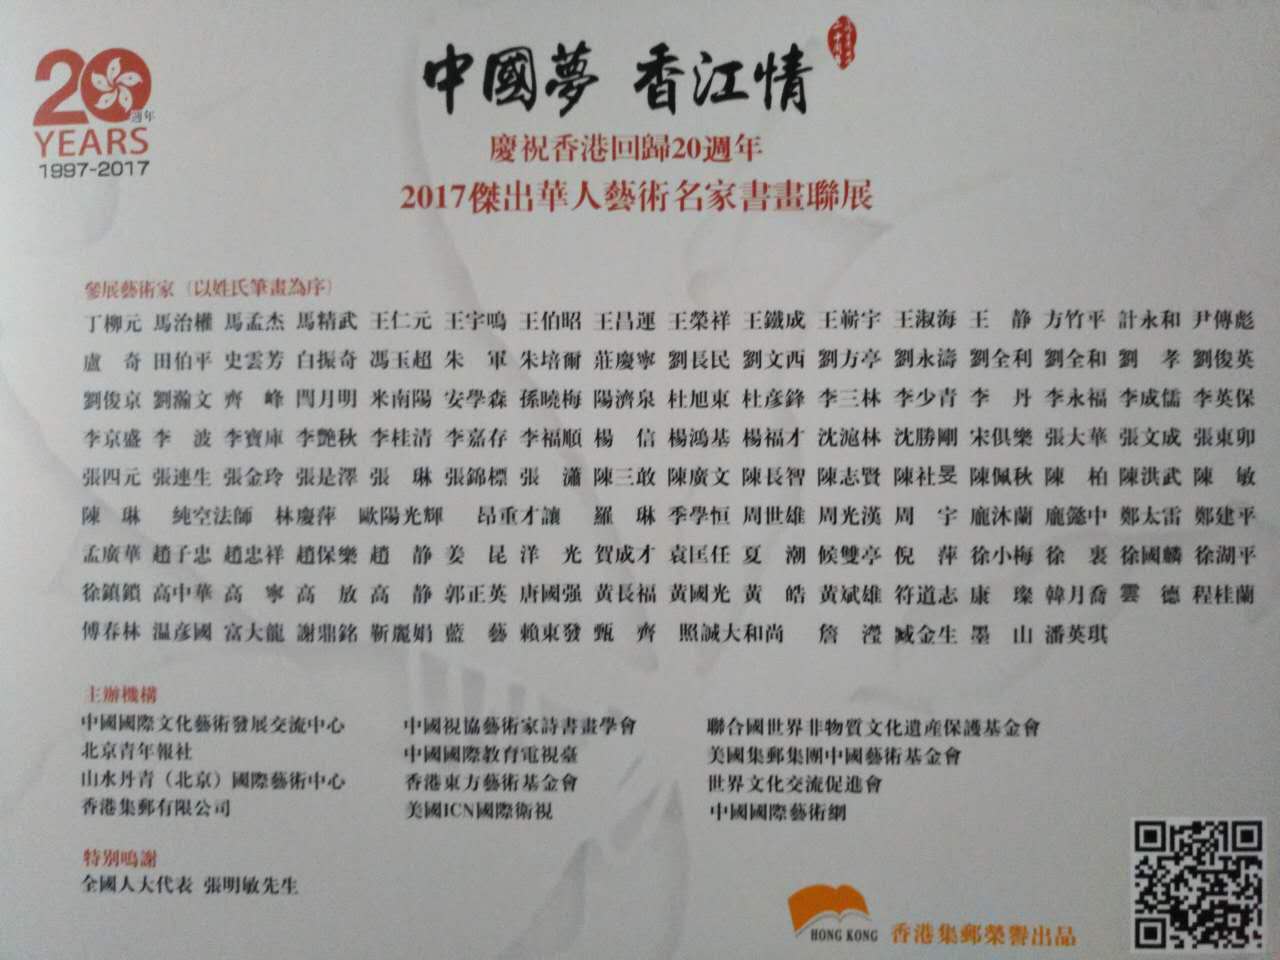 20週年
YEARS
1997-2017
中國夢 香江情
慶祝香港回歸20週年
2017傑出華人藝術名家書畫聯展
參展藝術家（以姓氏筆畫為序）
丁柳元 馬治權 馬孟杰 馬精武 王仁元 王宇鳴 王伯昭 王昌運 王榮祥 王鐵成 王嶄宇 王淑海 王 静 方竹平 計永和 尹傳彪
盧 奇 田伯平 史雲芳 白振奇 馮玉超 朱 軍 朱培爾 莊慶寧 劉長民 劉文西 劉方亭 劉永濤 劉全利 劉全和 劉 孝 劉俊英
劉俊京 劉瀚文 齊 峰 閆月明 米南陽 安學森 孫曉梅 陽濟泉 杜旭東 杜彦鋒 李三林 李少青 李 丹 李永福 李成儒 李英保
李京盛 李 波 李寶庫 李艷秋 李桂清 李嘉存 李福順 楊 信 楊鴻基 楊福才 沈滬林 沈勝剛 宋俱樂 張大華 張文成 張東卯
張四元 張連生 張金玲 張是澤 張 琳 張錦標 張 瀟 陳三敢 陳廣文 陳長智 陳志賢 陳社旻 陳佩秋 陳 柏 陳洪武 陳 敏
陳 琳 純空法師 林慶萍 歐陽光輝 昂重才讓 羅 琳 季學恒 周世雄 周光漢 周 宇 龐沐蘭 龐懿中 鄭太雷 鄭建平
孟廣華 趙子忠 趙忠祥 趙保樂 趙 静 姜 昆 洋 光 賀成才 袁匡任 夏 潮 候雙亭 倪 萍 徐小梅 徐 裏 徐國麟 徐湖平
徐鎮鎖 高中華 高 寧 高 放 高 静 郭正英 唐國强 黃長福 黃國光 黃 皓 黃斌雄 符道志 康 璨 韓月喬 雲 德 程桂蘭
傅春林 温彦國 富大龍 謝鼎銘 靳麗娟 藍 藝 賴東發 甄 齊 照誠大和尚 詹 瀅 臧金生 墨 山 潘英琪
主辦機構
中國國際文化藝術發展交流中心 中國視協藝術家詩書畫學會 聯合國世界非物質文化遺産保護基金會
北京青年報社 中國國際教育電視臺 美國集郵集團中國藝術基金會
山水丹青（北京）國際藝術中心 香港東方藝術基金會 世界文化交流促進會
香港集郵有限公司 美國ICN國際衛視 中國國際藝術網
特别鳴謝
全國人大代表 張明敏先生
HONG KONG 香港集郵榮譽出品